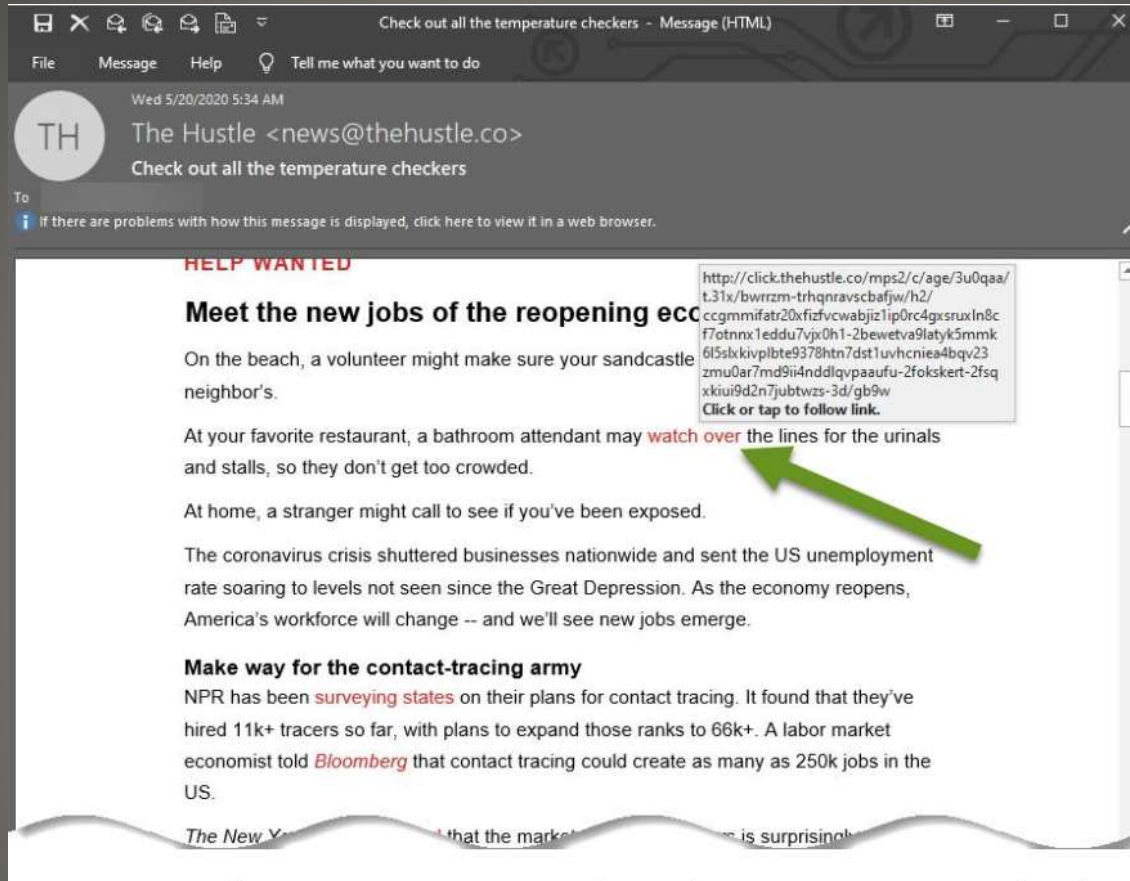 Check out all the temperature checkers - Message (HTML)
File Message Help Tell me what you want to do
Wed 5/20/2020 5:34 AM
TH
The Hustle <news@thehustle.co>
Check out all the temperature checkers
To
i If there are problems with how this message is displayed, click here to view it in a web browser.
HELP WANTED
Meet the new jobs of the reopening
On the beach, a volunteer might make sure your sandcastle
neighbor's.
http://click.thehustle.co/mps2/c/age/3u0qaa/
t.31x/bwrrzm-trhqnravscbafjw/h2/
ccgmmifatr20xfizfvcwabjiz1ip0rc4gxsruxln8c
f7otnnx1eddu7vjx0h1-2bewetva9latyk5mmk
6l5slxkivplbte9378htn7dst1uvhcniea4bqv23
zmu0ar7md9ii4nddlqvpaaufu-2fokskert-2fsq
xkiui9d2n7jubtwzs-3d/gb9w
Click or tap to follow link.
At your favorite restaurant, a bathroom attendant may watch over the lines for the urinals
and stalls, so they don't get too crowded.
At home, a stranger might call to see if you've been exposed.
The coronavirus crisis shuttered businesses nationwide and sent the US unemployment
rate soaring to levels not seen since the Great Depression. As the economy reopens,
America's workforce will change -- and we'll see new jobs emerge.
Make way for the contact-tracing army
NPR has been surveying states on their plans for contact tracing. It found that they've
hired 11k+ tracers so far, with plans to expand those ranks to 66k+. A labor market
economist told Bloomberg that contact tracing could create as many as 250k jobs in the
US.
The New that the is